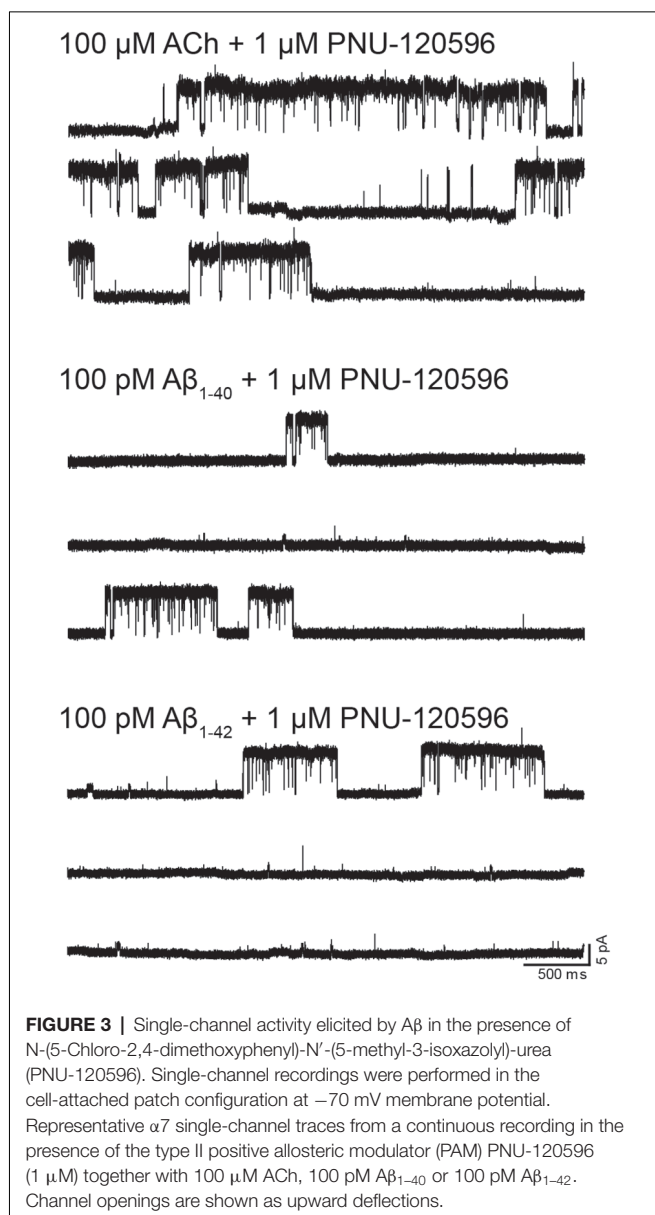 100 µM ACh + 1 µM PNU-120596
100 pM Aβ1-40 + 1 µM PNU-120596
100 pM Aβ1-42 + 1 µM PNU-120596
5 pA
500 ms
FIGURE 3 | Single-channel activity elicited by Aβ in the presence of
N-(5-Chloro-2,4-dimethoxyphenyl)-N′-(5-methyl-3-isoxazolyl)-urea
(PNU-120596). Single-channel recordings were performed in the
cell-attached patch configuration at −70 mV membrane potential.
Representative α7 single-channel traces from a continuous recording in the
presence of the type II positive allosteric modulator (PAM) PNU-120596
(1 µM) together with 100 µM ACh, 100 pM Aβ1–40 or 100 pM Aβ1–42.
Channel openings are shown as upward deflections.